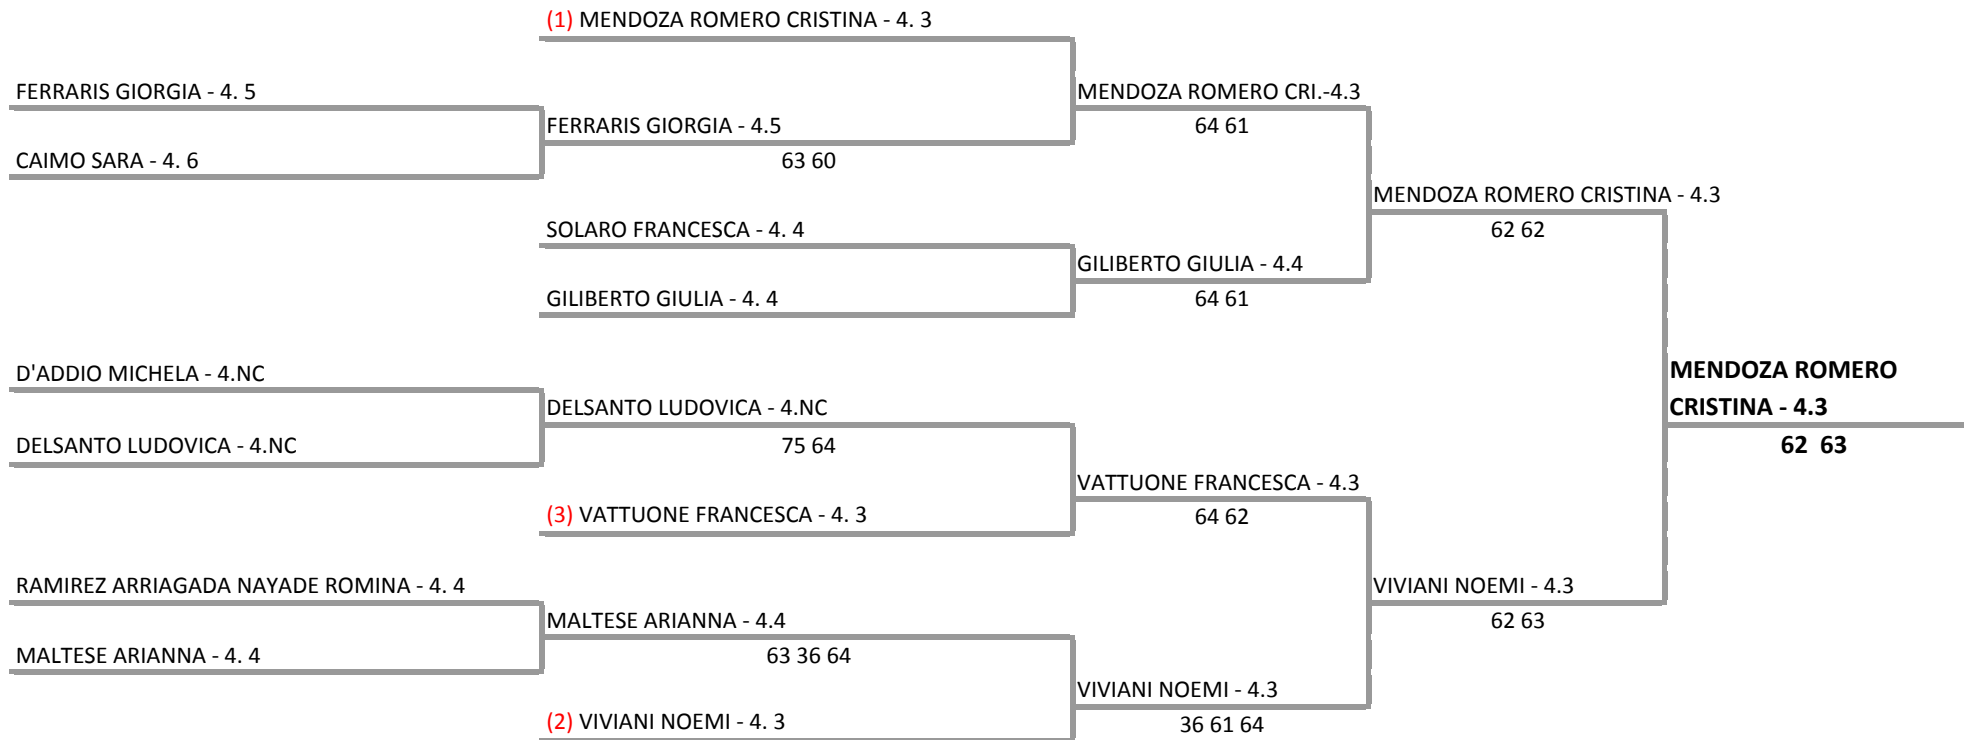 (1) MENDOZA ROMERO CRISTINA - 4. 3
FERRARIS GIORGIA - 4. 5
MENDOZA ROMERO CRI.-4.3
FERRARIS GIORGIA - 4.5
64 61
CAIMO SARA - 4. 6
63 60
MENDOZA ROMERO CRISTINA - 4.3
SOLARO FRANCESCA - 4. 4
62 62
GILIBERTO GIULIA - 4.4
GILIBERTO GIULIA - 4. 4
64 61
D'ADDIO MICHELA - 4.NC
MENDOZA ROMERO
CRISTINA - 4.3
DELSANTO LUDOVICA - 4.NC
DELSANTO LUDOVICA - 4.NC
75 64
62 63
VATTUONE FRANCESCA - 4.3
(3) VATTUONE FRANCESCA - 4. 3
64 62
RAMIREZ ARRIAGADA NAYADE ROMINA - 4. 4
VIVIANI NOEMI - 4.3
MALTESE ARIANNA - 4.4
62 63
MALTESE ARIANNA - 4. 4
63 36 64
VIVIANI NOEMI - 4.3
(2) VIVIANI NOEMI - 4. 3
36 61 64